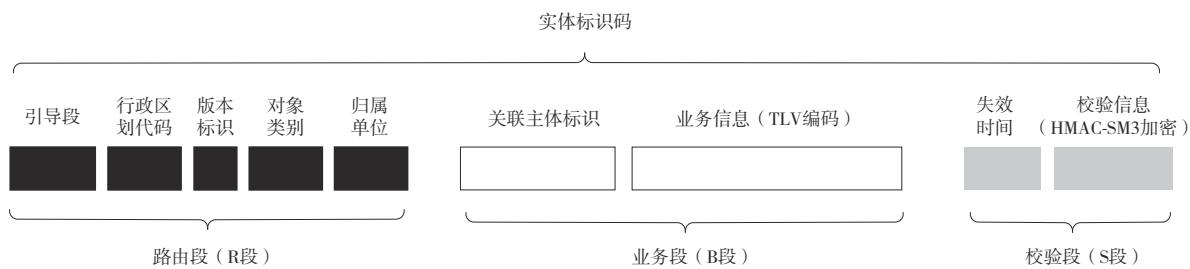 实体标识码
引导段
行政区
划代码
版本
标识
对象
类别
归属
单位
关联主体标识
业务信息（TLV编码）
失效
时间
校验信息
（HMAC-SM3加密）
路由段（R段）
业务段（B段）
校验段（S段）